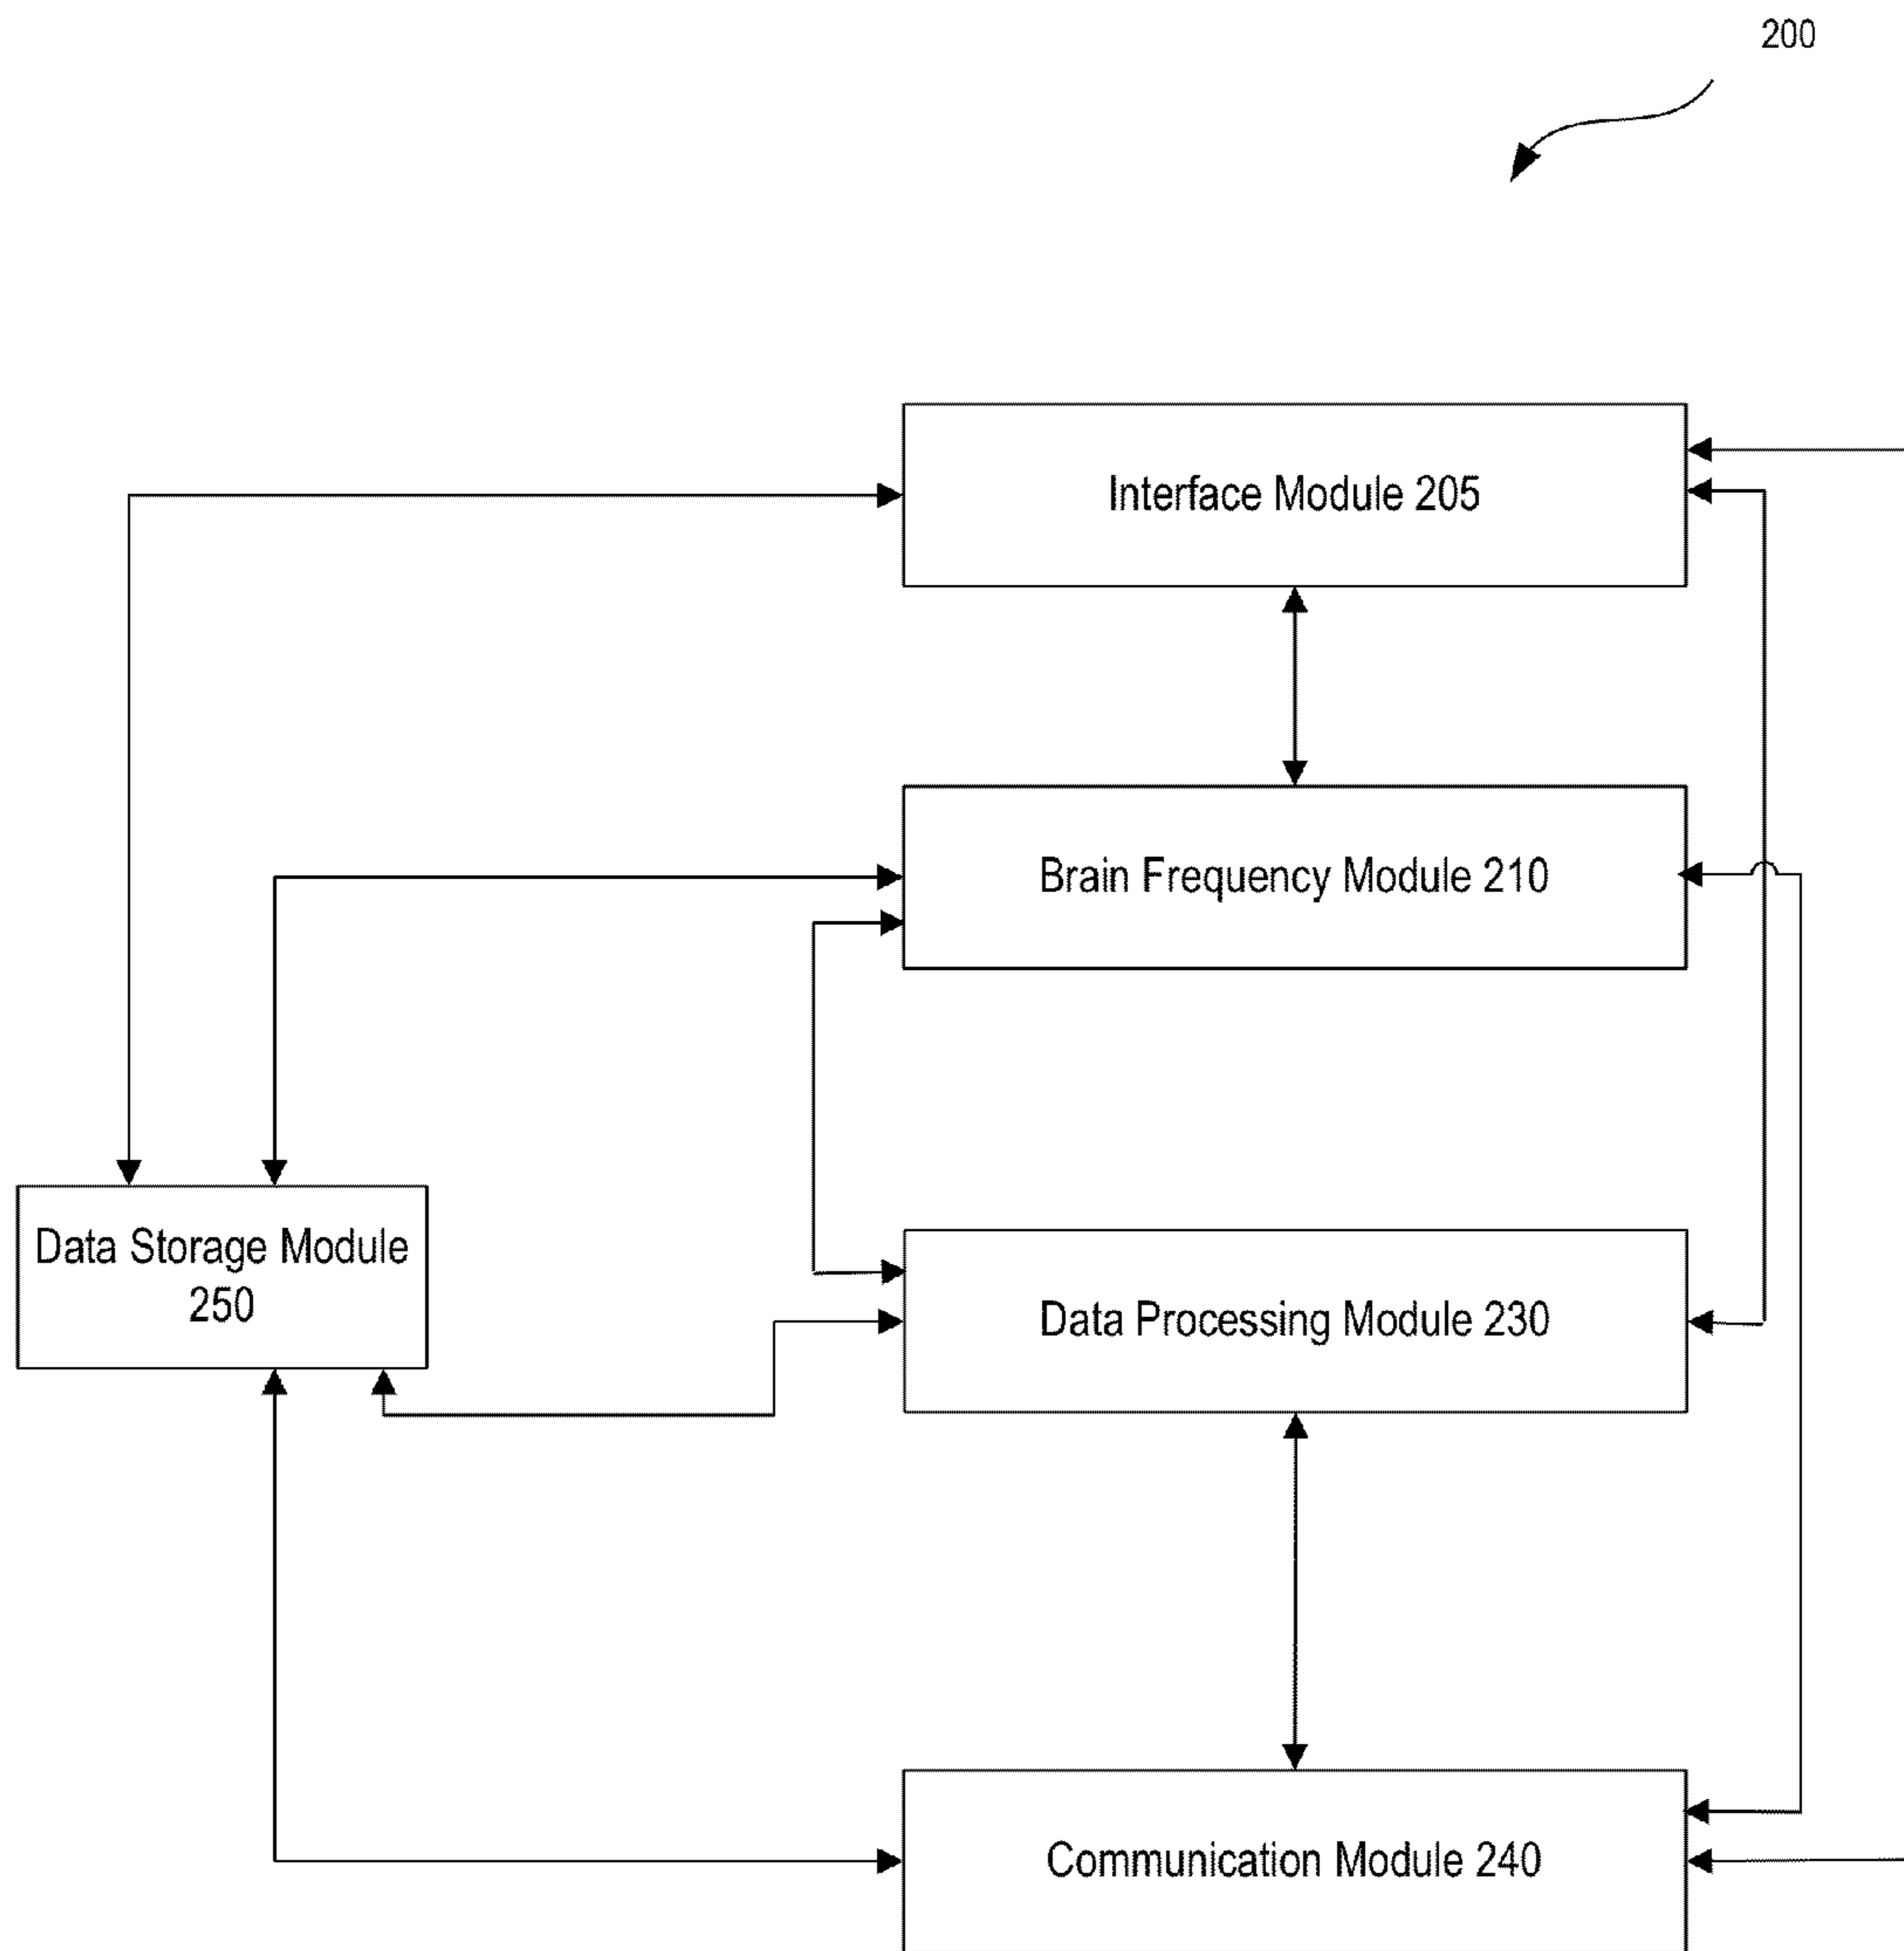 200
Interface Module 205
Brain Frequency Module 210
Data Storage Module
250
Data Processing Module 230
Communication Module 240